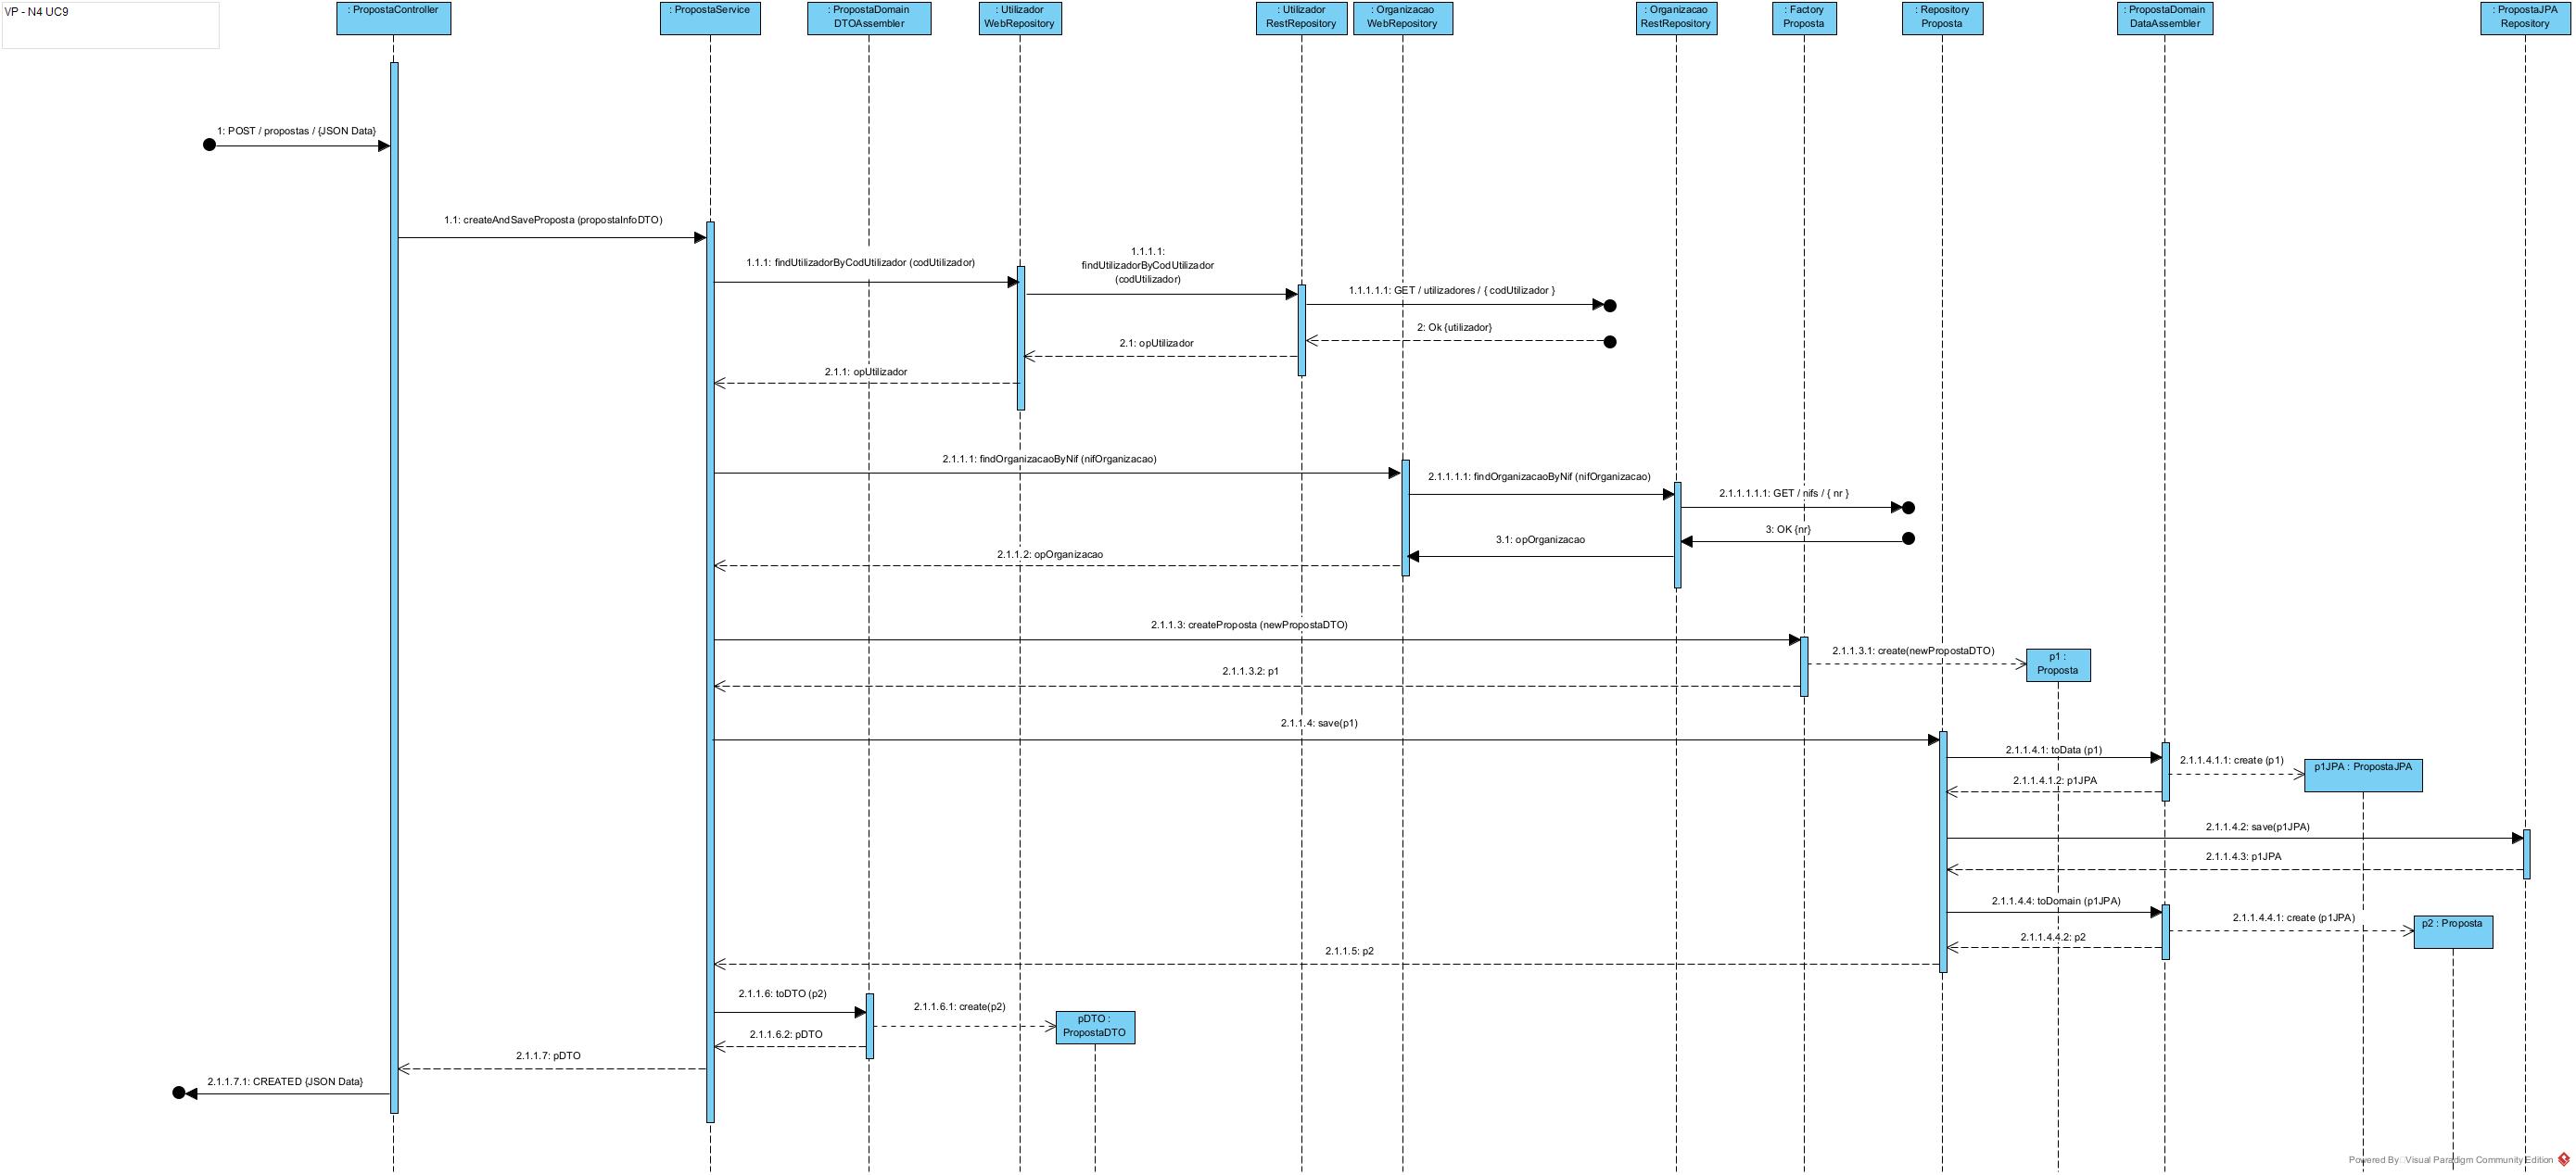 VP - N4 UC9
: PropostaController
: PropostaService
: PropostaDomain
DTOAssembler
: Utilizador
WebRepository
: Utilizador
RestRepository
: Organizacao
WebRepository
: Organizacao
RestRepository
: Factory
Proposta
: Repository
Proposta
: PropostaDomain
DataAssembler
: PropostaJPA
Repository
1: POST / propostas / {JSON Data}
1.1: createAndSaveProposta (propostaInfoDTO)
1.1.1: findUtilizadorByCodUtilizador (codUtilizador)
1.1.1.1:
findUtilizadorByCodUtilizador
(codUtilizador)
1.1.1.1.1: GET / utilizadores / { codUtilizador }
2: Ok {utilizador}
2.1: opUtilizador
2.1.1: opUtilizador
2.1.1.1: findOrganizacaoByNif (nifOrganizacao)
2.1.1.1.1: findOrganizacaoByNif (nifOrganizacao)
2.1.1.1.1.1: GET / nifs / { nr }
3: OK {nr}
3.1: opOrganizacao
2.1.1.2: opOrganizacao
2.1.1.3: createProposta (newPropostaDTO)
2.1.1.3.1: create(newPropostaDTO)
p1 :
Proposta
2.1.1.3.2: p1
2.1.1.4: save(p1)
2.1.1.4.1: toData (p1)
2.1.1.4.1.1: create (p1)
p1JPA : PropostaJPA
2.1.1.4.1.2: p1JPA
2.1.1.4.2: save(p1JPA)
2.1.1.4.3: p1JPA
2.1.1.4.4: toDomain (p1JPA)
2.1.1.4.4.1: create (p1JPA)
p2 : Proposta
2.1.1.4.4.2: p2
2.1.1.5: p2
2.1.1.6: toDTO (p2)
2.1.1.6.1: create(p2)
pDTO :
PropostaDTO
2.1.1.6.2: pDTO
2.1.1.7: pDTO
2.1.1.7.1: CREATED {JSON Data}
Powered By Visual Paradigm Community Edition